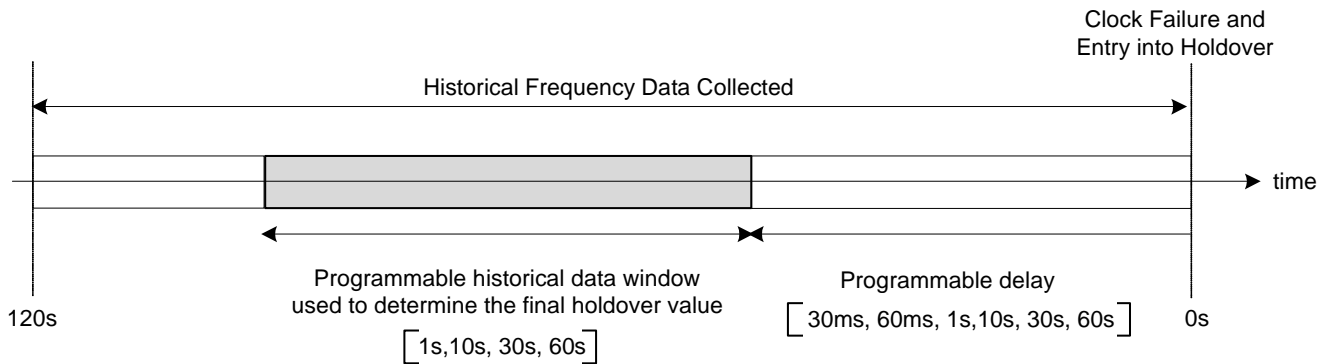 Clock Failure and
Entry into Holdover
Historical Frequency Data Collected
time
Programmable historical data window
used to determine the final holdover value
[1s,10s, 30s, 60s]
Programmable delay
[30ms, 60ms, 1s,10s, 30s, 60s]
120s
0s